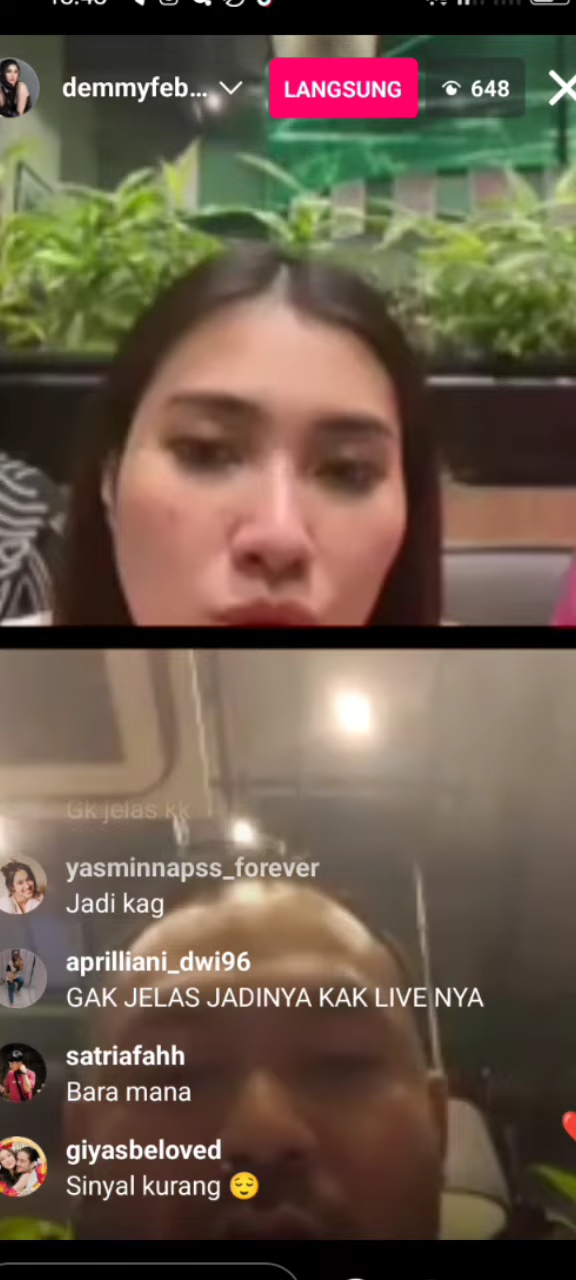 demmyfeb...
LANGSUNG
648
Gk jelas kk
yasminnapss_forever
Jadi kag
aprilliani_dwi96
GAK JELAS JADINYA KAK LIVE NYA
satriafahh
Bara mana
giyasbeloved
Sinyal kurang 😌